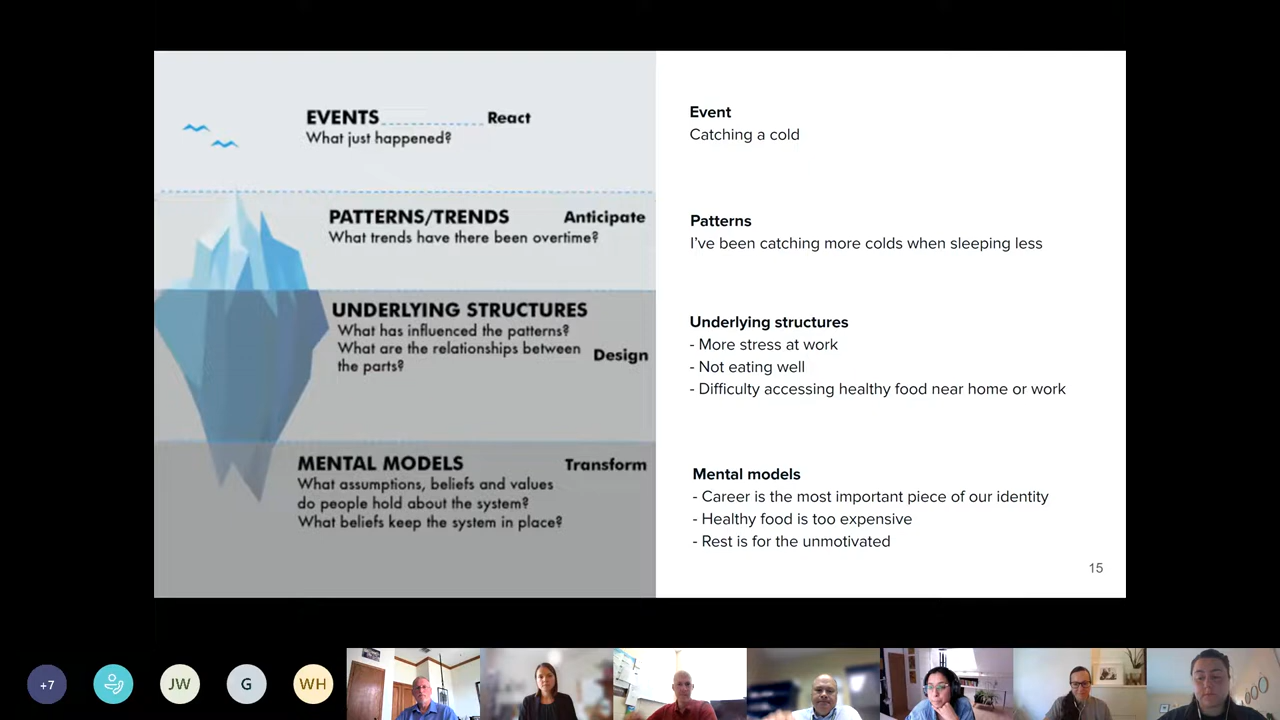 EVENTS React
What just happened?
PATTERNS/TRENDS Anticipate
What trends have there been overtime?
UNDERLYING STRUCTURES
What has influenced the patterns?
What are the relationships between
the parts?
Design
MENTAL MODELS Transform
What assumptions, beliefs and values
do people hold about the system?
What beliefs keep the system in place?
Event
Catching a cold
Patterns
I've been catching more colds when sleeping less
Underlying structures
- More stress at work
- Not eating well
- Difficulty accessing healthy food near home or work
Mental models
- Career is the most important piece of our identity
- Healthy food is too expensive
- Rest is for the unmotivated
15
+7
JW
G
WH